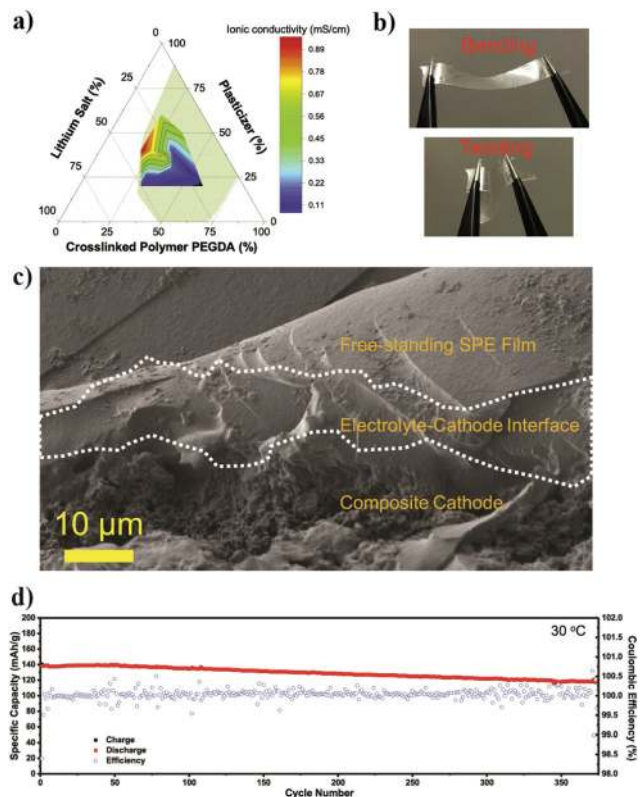 a)
Ionic conductivity (mS/cm)
0
100
0.89
0.78
0.67
0.56
0.45
0.33
0.22
0.11
Lithium Salt (%)
Plasticizer (%)
25
75
50
50
75
25
100
0
0
25
50
75
100
Crosslinked Polymer PEGDA (%)
b)
Bending
Twisting
c)
Free-standing SPE Film
Electrolyte-Cathode Interface
Composite Cathode
10 μm
d)
30 °C
Specific Capacity (mAh/g)
200
180
160
140
120
100
80
60
40
20
0
Coulombic Efficiency (%)
102.0
101.5
101.0
100.5
100.0
99.5
99.0
98.5
98.0
Charge
Discharge
Efficiency
0
50
100
150
200
250
300
350
Cycle Number